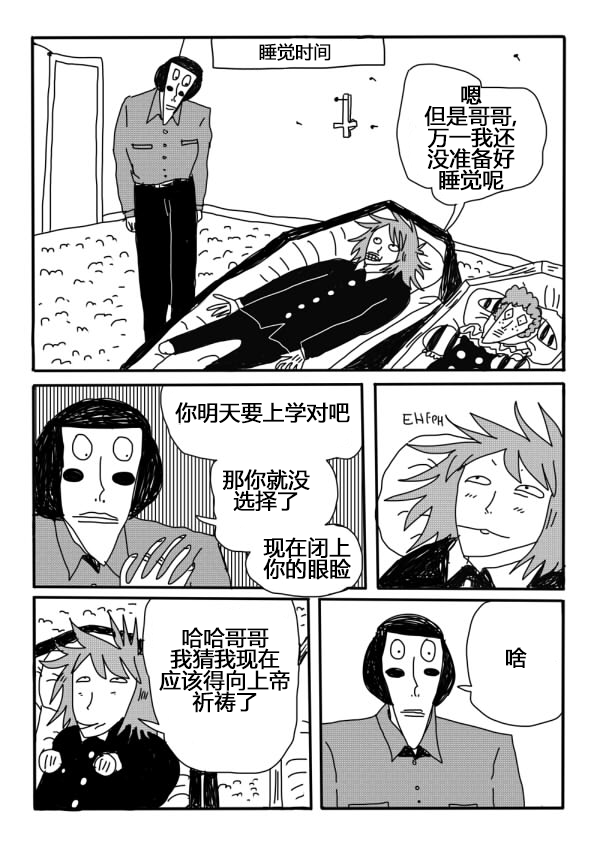 睡觉时间
嗯
但是哥哥,
万一我还
没准备好
睡觉呢
你明天要上学对吧
那你就没
选择了
现在闭上
你的眼睑
EHFPH
哈哈哥哥
我猜我现在
应该得向上帝
祈祷了
啥